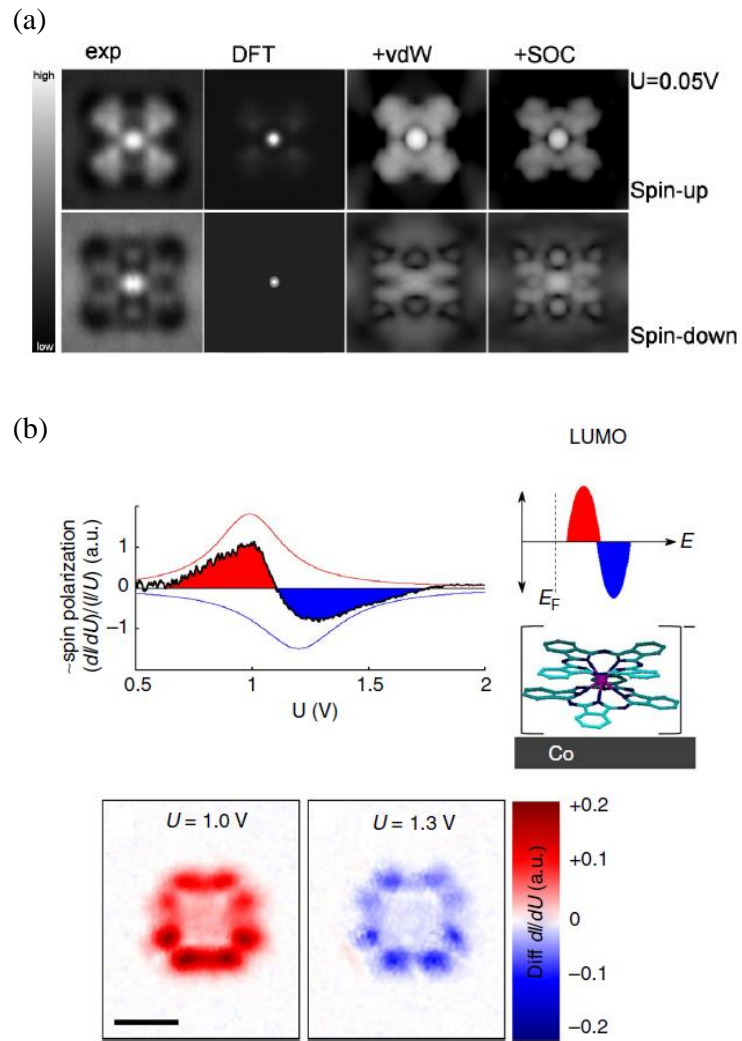 (a)
exp DFT +vdW +SOC
high
U=0.05V
Spin-up
low
Spin-down
(b)
LUMO
~spin polarization
(dI/dU)/(I/U) (a.u.)
1
0
−1
0.5 1 1.5 2
U (V)
E
E_F
−
Co
U = 1.0 V U = 1.3 V
+0.2
+0.1
0
−0.1
−0.2
Diff dI/dU (a.u.)